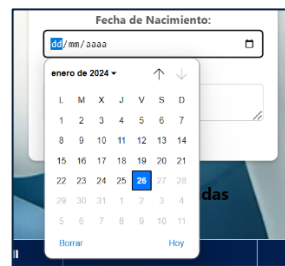 Fecha de Nacimiento:
dd/mm/aaaa
enero de 2024
L M X J V S D
1 2 3 4 5 6 7
8 9 10 11 12 13 14
15 16 17 18 19 20 21
22 23 24 25 26 27 28
29 30 31 1 2 3 4
5 6 7 8 9 10 11
das
Borrar Hoy